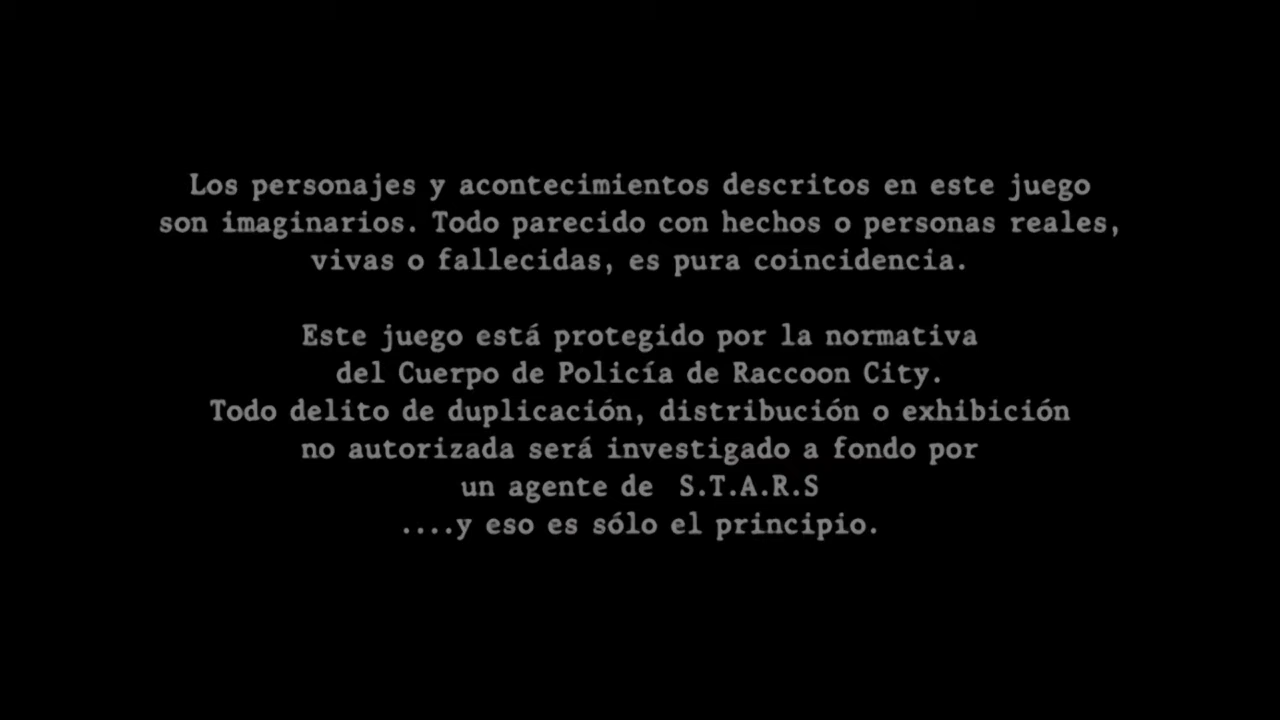 Los personajes y acontecimientos descritos en este juego
son imaginarios. Todo parecido con hechos o personas reales,
vivas o fallecidas, es pura coincidencia.
Este juego está protegido por la normativa
del Cuerpo de Policía de Raccoon City.
Todo delito de duplicación, distribución o exhibición
no autorizada será investigado a fondo por
un agente de  S.T.A.R.S
....y eso es sólo el principio.